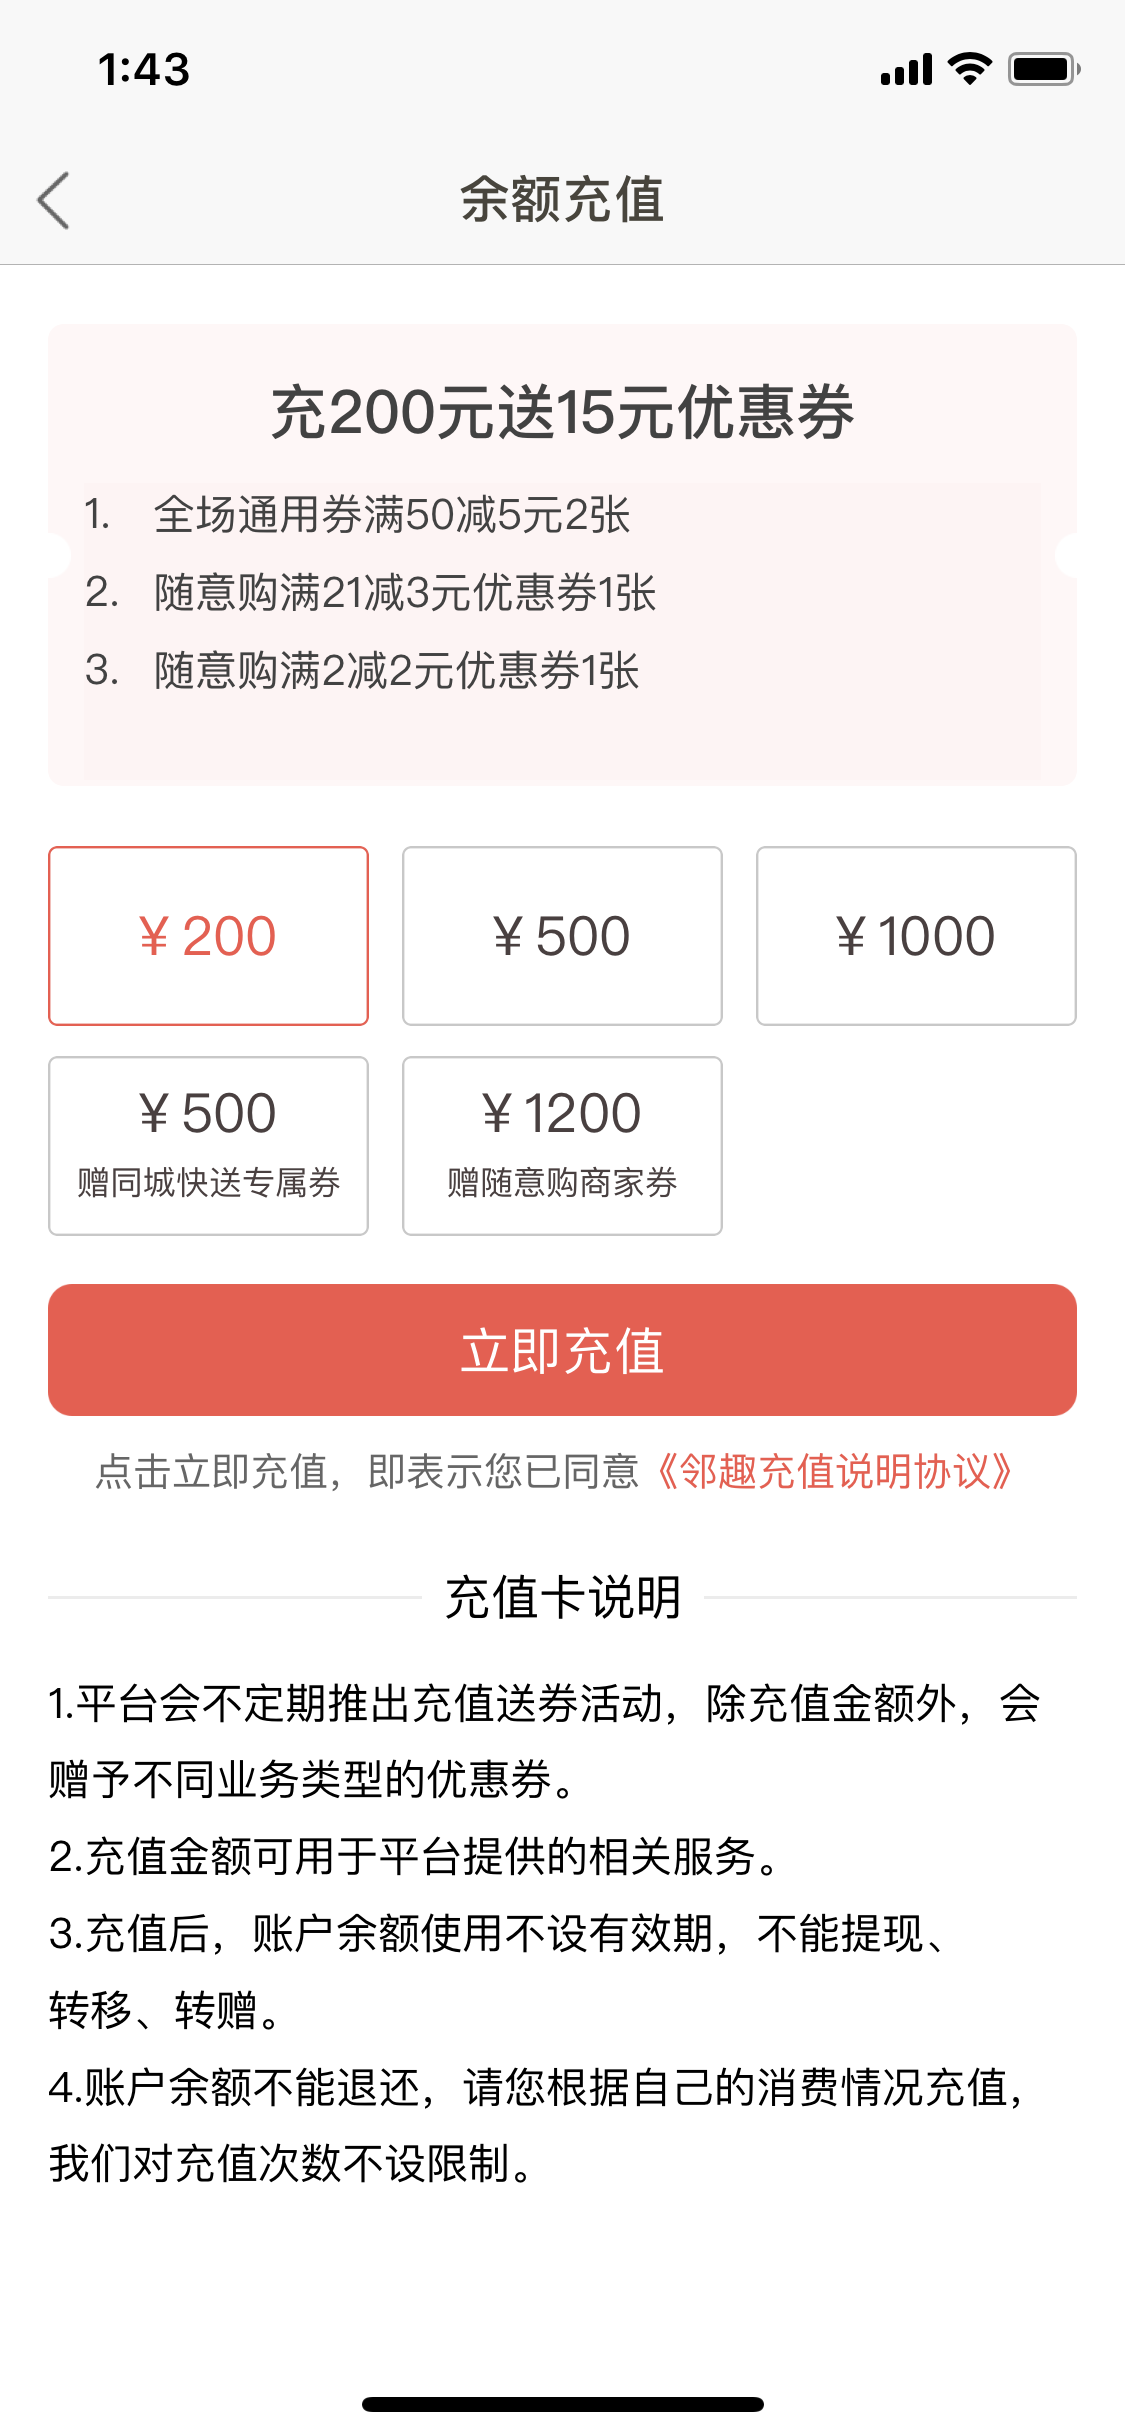 1:43
余额充值
充200元送15元优惠券
1. 全场通用券满50减5元2张
2. 随意购满21减3元优惠券1张
3. 随意购满2减2元优惠券1张
¥200 ¥500 ¥1000
¥500 ¥1200
赠同城快送专属券 赠随意购商家券
立即充值
点击立即充值，即表示您已同意《邻趣充值说明协议》
充值卡说明
1.平台会不定期推出充值送券活动，除充值金额外，会
赠予不同业务类型的优惠券。
2.充值金额可用于平台提供的相关服务。
3.充值后，账户余额使用不设有效期，不能提现、
转移、转赠。
4.账户余额不能退还，请您根据自己的消费情况充值，
我们对充值次数不设限制。